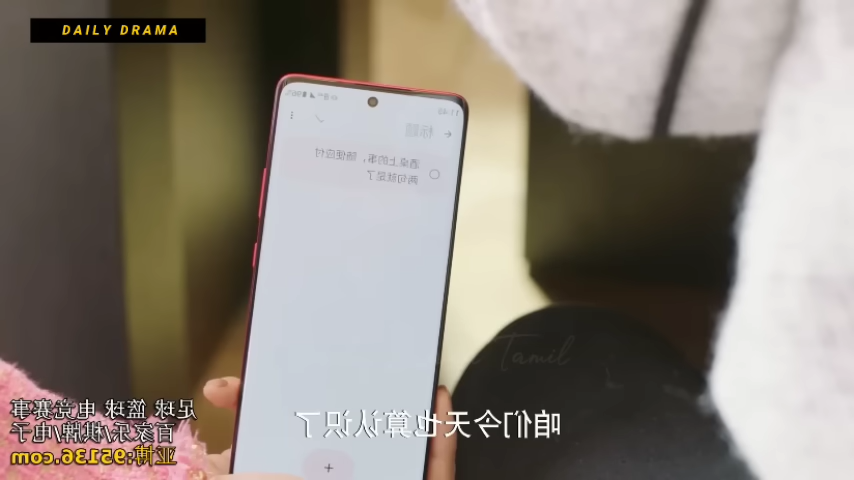 DAILY DRAMA
酒桌上的事，随便应付
两句就是了
Tamil
咱们今天也算认识了
足球 篮球 电竞赛事
百家乐/棋牌/电子
亚博:95136.com